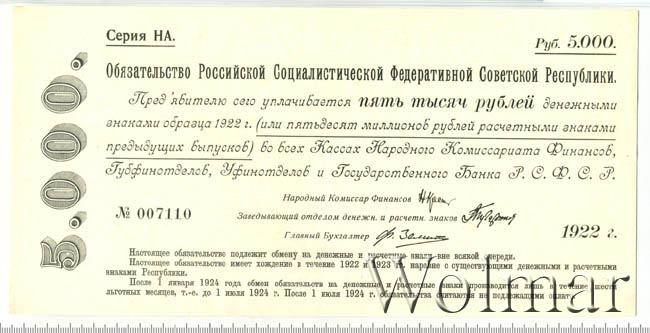 Серия НА.
Руб. 5.000.
5.000.
Обязательство Российской Социалистической Федеративной Советской Республики.
Пред'явителю сего уплачивается пять тысяч рублей денежными
знаками образца 1922 г. (или пятьдесят миллионов рублей расчетными знаками
предыдущих выпусков) во всех Кассах Народного Комиссариата Финансов,
Губфинотделов, Уфинотделов и Государственного Банка Р. С. Ф. С. Р.
Народный Комиссар Финансов
№ 007110
Заведывающий отделом денежн. и расчетн. знаков
Главный Бухгалтер
1922 г.
Настоящее обязательство подлежит обмену на денежные и расчетные знаки вне всякой очереди.
Настоящее обязательство имеет хождение в течение 1922 и 1923 г.г. наравне с существующими денежными и расчетными
знаками Республики.
После 1 января 1924 года обмен обязательств на денежные и расчетные знаки производится лишь в течение шести
льготных месяцев, т.-е. до 1 июля 1924 г. После 1 июля 1924 г. обязательства считаются не подлежащими оплате.
Wolmar